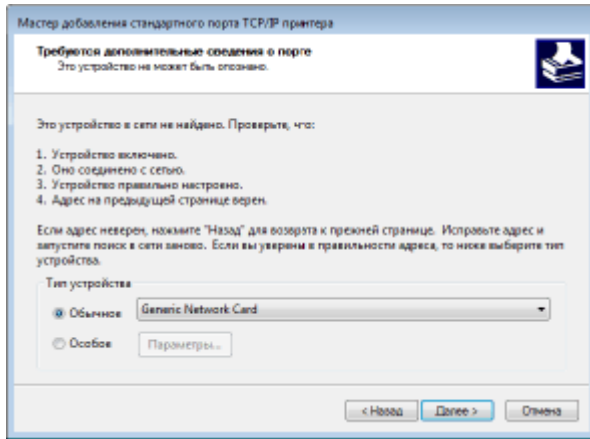 Мастер добавления стандартного порта TCP/IP принтера
Требуются дополнительные сведения о порте
Это устройство не может быть опознано.
Это устройство в сети не найдено. Проверьте, что:
1. Устройство включено.
2. Оно соединено с сетью.
3. Устройство правильно настроено.
4. Адрес на предыдущей странице верен.
Если адрес неверен, нажмите "Назад" для возврата к прежней странице. Исправьте адрес и
запустите поиск в сети заново. Если вы уверены в правильности адреса, то ниже выберите тип
устройства.
Тип устройства
Обычное Generic Network Card
Особое Параметры...
< Назад Далее > Отмена